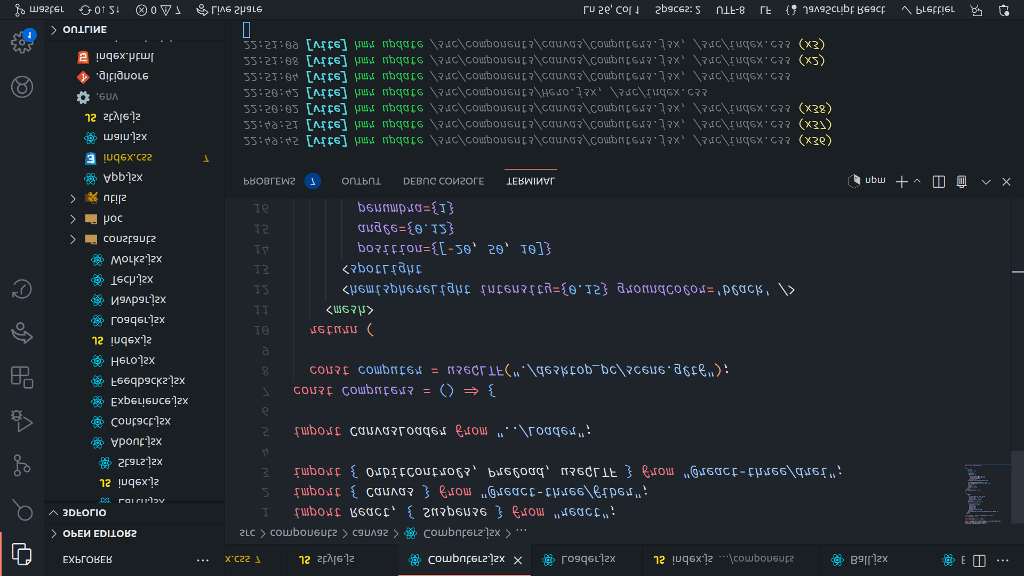 EXPLORER ···
OPEN EDITORS
3DFOLIO
Earth.jsx
JS index.js
Stars.jsx
About.jsx
Contact.jsx
Experience.jsx
Feedbacks.jsx
Hero.jsx
JS index.js
Loader.jsx
Navbar.jsx
Tech.jsx
Works.jsx
constants
hoc
utils
App.jsx
index.css 7
main.jsx
JS style.js
.env
.gitignore
index.html
OUTLINE
x.css 7 JS style.js Computers.jsx × Loader.jsx JS index.js .../components Ball.jsx E ···
src > components > canvas > Computers.jsx > ...
1 import React, { Suspense } from "react";
2 import { Canvas } from "@react-three/fiber";
3 import { OrbitControls, Preload, useGLTF } from "@react-three/drei";
4
5 import CanvasLoader from "../Loader";
6
7 const Computers = () => {
8 const computer = useGLTF("./desktop_pc/scene.gltf");
9
10 return (
11 <mesh>
12 <hemisphereLight intensity={0.15} groundColor='black' />
13 <spotLight
14 position={[-20, 50, 10]}
15 angle={0.12}
16 penumbra={1}
PROBLEMS 7 OUTPUT DEBUG CONSOLE TERMINAL npm
22:49:45 [vite] hmr update /src/components/canvas/Computers.jsx, /src/index.css (x36)
22:49:57 [vite] hmr update /src/components/canvas/Computers.jsx, /src/index.css (x37)
22:50:02 [vite] hmr update /src/components/canvas/Computers.jsx, /src/index.css (x38)
22:50:42 [vite] hmr update /src/components/Hero.jsx, /src/index.css
22:51:04 [vite] hmr update /src/components/canvas/Computers.jsx, /src/index.css
22:51:08 [vite] hmr update /src/components/canvas/Computers.jsx, /src/index.css (x2)
22:51:09 [vite] hmr update /src/components/canvas/Computers.jsx, /src/index.css (x3)
master 0↓ 2↑ 0 7 Live Share Ln 56, Col 1 Spaces: 2 UTF-8 LF JavaScript React Prettier